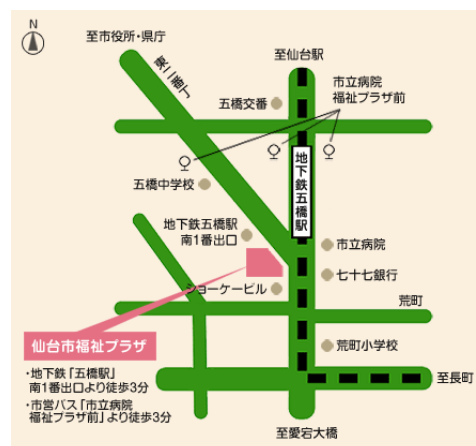 N
至市役所・県庁
東二番丁
至仙台駅
市立病院
福祉プラザ前
五橋交番
地下鉄五橋駅
五橋中学校
地下鉄五橋駅
南1番出口
市立病院
七十七銀行
ショーケービル
荒町
仙台市福祉プラザ
荒町小学校
・地下鉄「五橋駅」
南1番出口より徒歩3分
・市営バス「市立病院
福祉プラザ前」より徒歩3分
至長町
至愛宕大橋